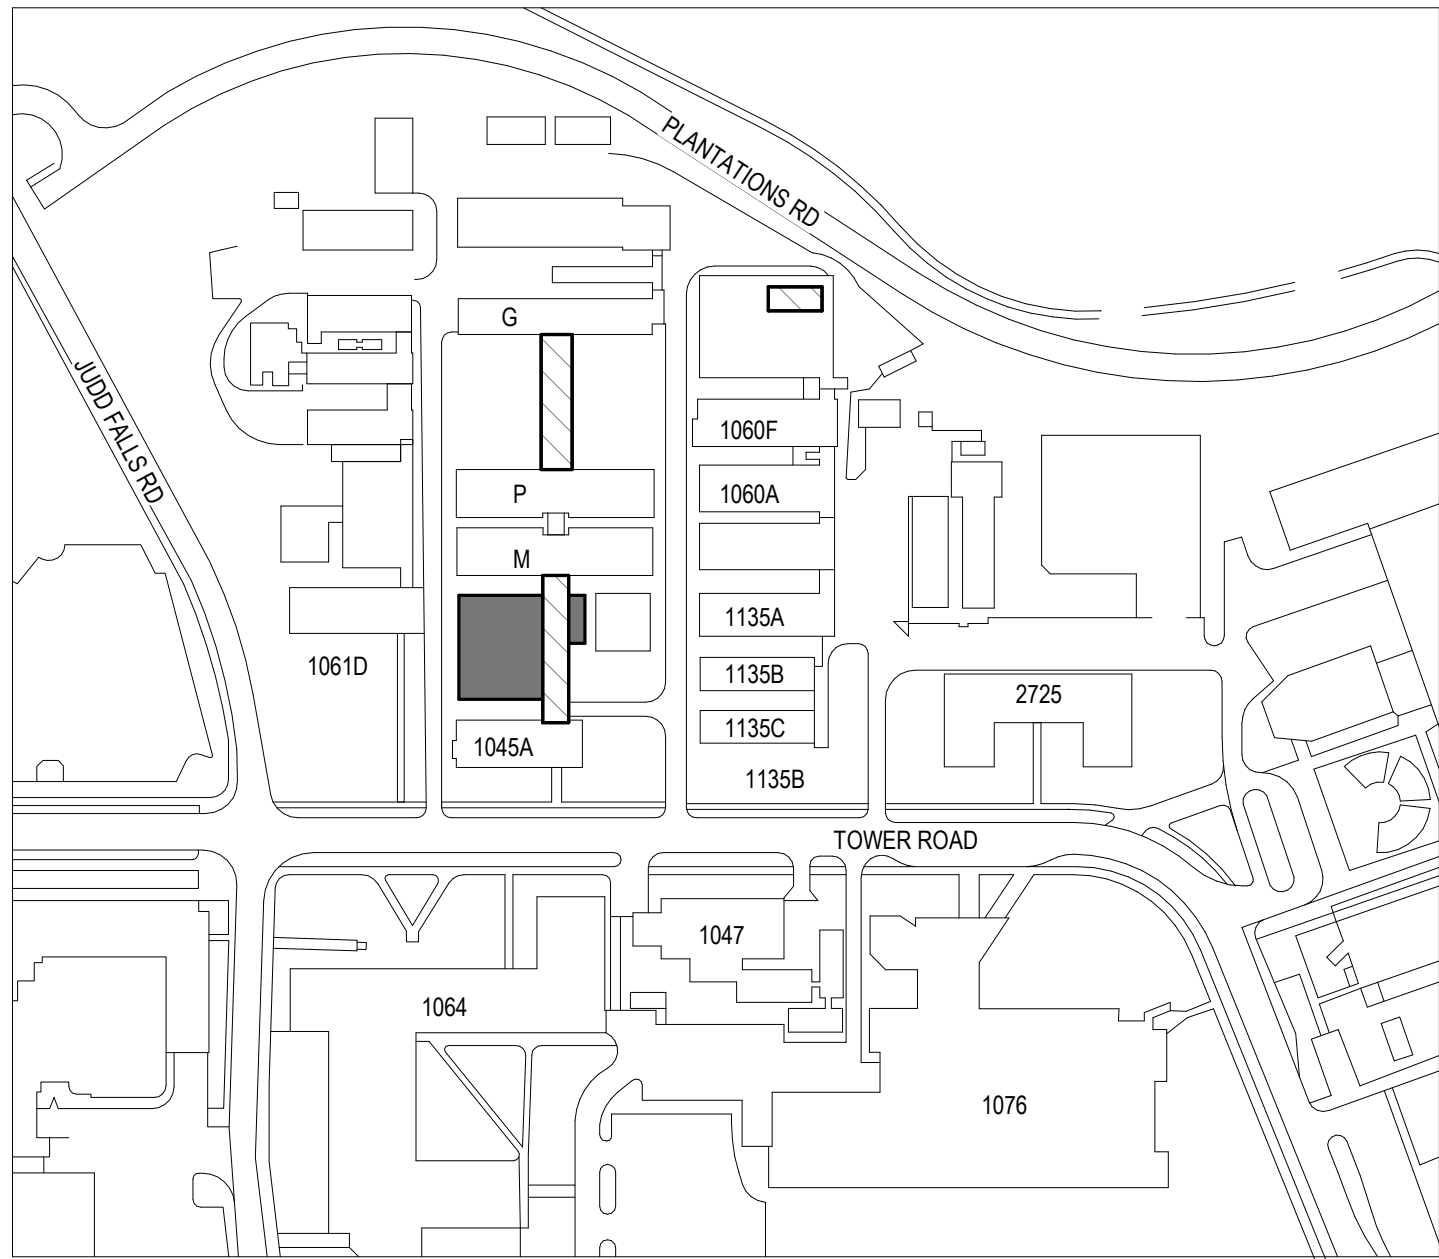 PLANTATIONS RD
G
JUDD FALLS RD
1060F
P
1060A
M
1135A
1061D
1135B
2725
1135C
1045A
1135B
TOWER ROAD
1047
1064
1076